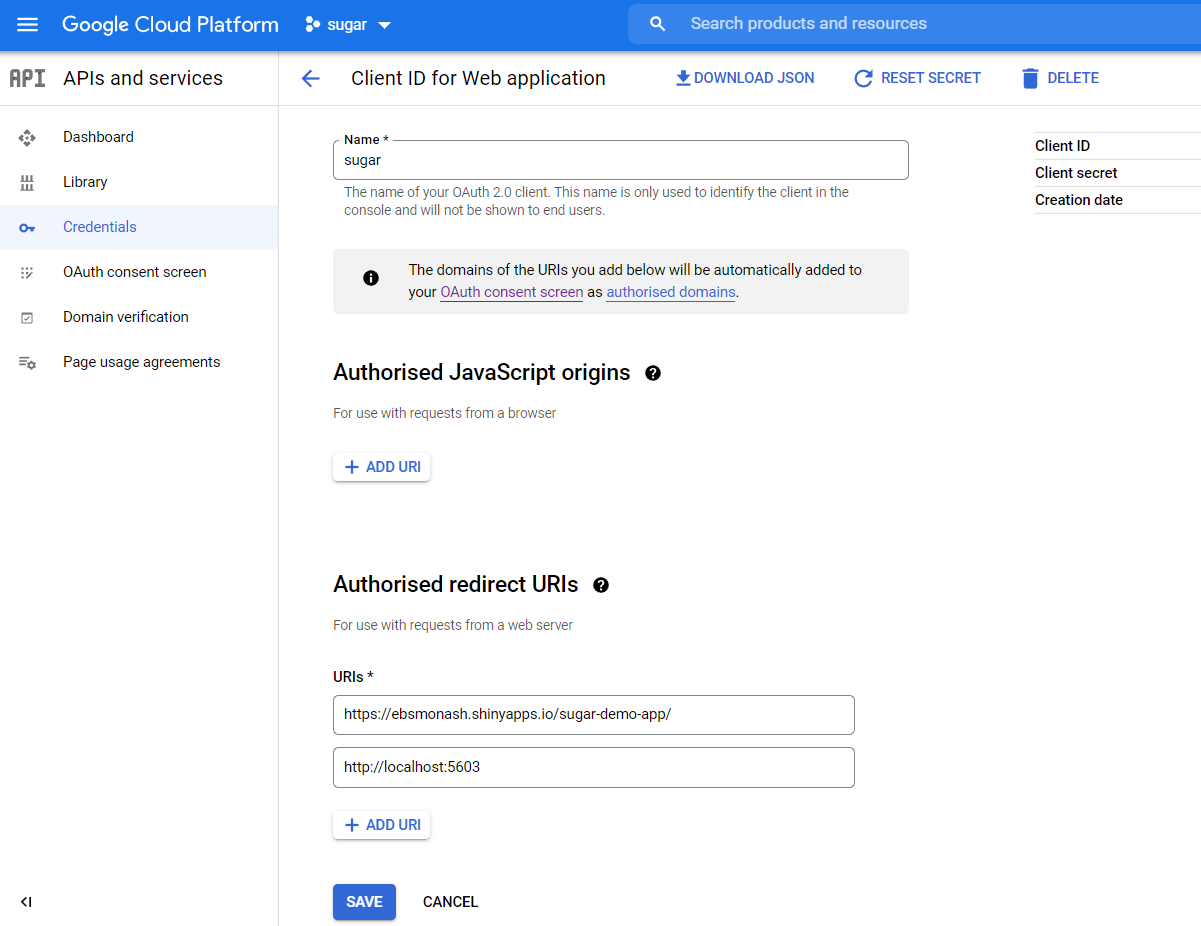 Google Cloud Platform
sugar
Search products and resources
API
APIs and services
Client ID for Web application
DOWNLOAD JSON
RESET SECRET
DELETE
Dashboard
Library
Credentials
OAuth consent screen
Domain verification
Page usage agreements
Name *
sugar
The name of your OAuth 2.0 client. This name is only used to identify the client in the
console and will not be shown to end users.
Client ID
Client secret
Creation date
The domains of the URIs you add below will be automatically added to
your OAuth consent screen as authorised domains.
Authorised JavaScript origins
For use with requests from a browser
ADD URI
Authorised redirect URIs
For use with requests from a web server
URIs *
https://ebsmonash.shinyapps.io/sugar-demo-app/
http://localhost:5603
ADD URI
SAVE
CANCEL